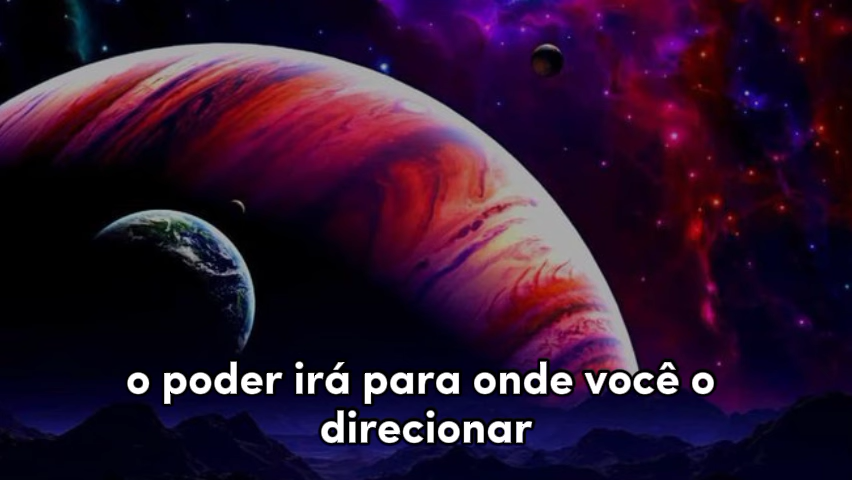 o poder irá para onde você o
direcionar